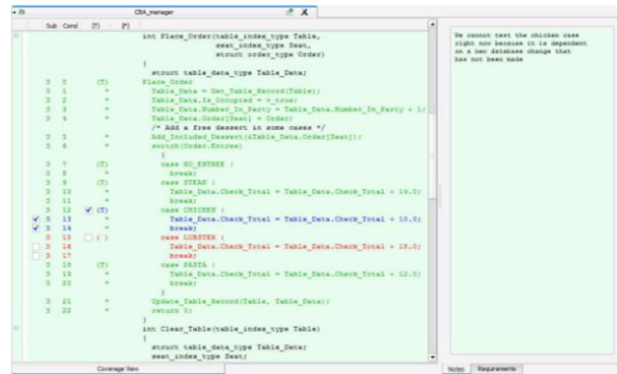 CBA_manager
Sub Cond (T) (F)
int Place_Order(table_index_type Table,
seat_index_type Seat,
struct order_type Order)
{
struct table_data_type Table_Data;
3 0 (T) Place_Order
3 1 * Table_Data = Get_Table_Record(Table);
3 2 * Table_Data.Is_Occupied = v_true;
3 3 * Table_Data.Number_In_Party = Table_Data.Number_In_Party + 1;
3 4 * Table_Data.Order[Seat] = Order;
/* Add a free dessert in some cases */
3 5 * Add_Included_Dessert(&Table_Data.Order[Seat]);
3 6 * switch(Order.Entree)
{
3 7 (T) case NO_ENTREE :
3 8 * break;
3 9 (T) case STEAK :
3 10 * Table_Data.Check_Total = Table_Data.Check_Total + 14.0;
3 11 * break;
3 12 (T) case CHICKEN :
3 13 * Table_Data.Check_Total = Table_Data.Check_Total + 10.0;
3 14 * break;
3 15 ( ) case LOBSTER :
3 16 Table_Data.Check_Total = Table_Data.Check_Total + 18.0;
3 17 break;
3 18 (T) case PASTA :
3 19 * Table_Data.Check_Total = Table_Data.Check_Total + 12.0;
3 20 * break;
}
3 21 * Update_Table_Record(Table, Table_Data);
3 22 * return 0;
}
int Clear_Table(table_index_type Table)
{
struct table_data_type Table_Data;
seat_index_type Seat;
Coverage View
We cannot test the chicken case
right now because it is dependent
on a new database change that
has not been made
Notes Requirements